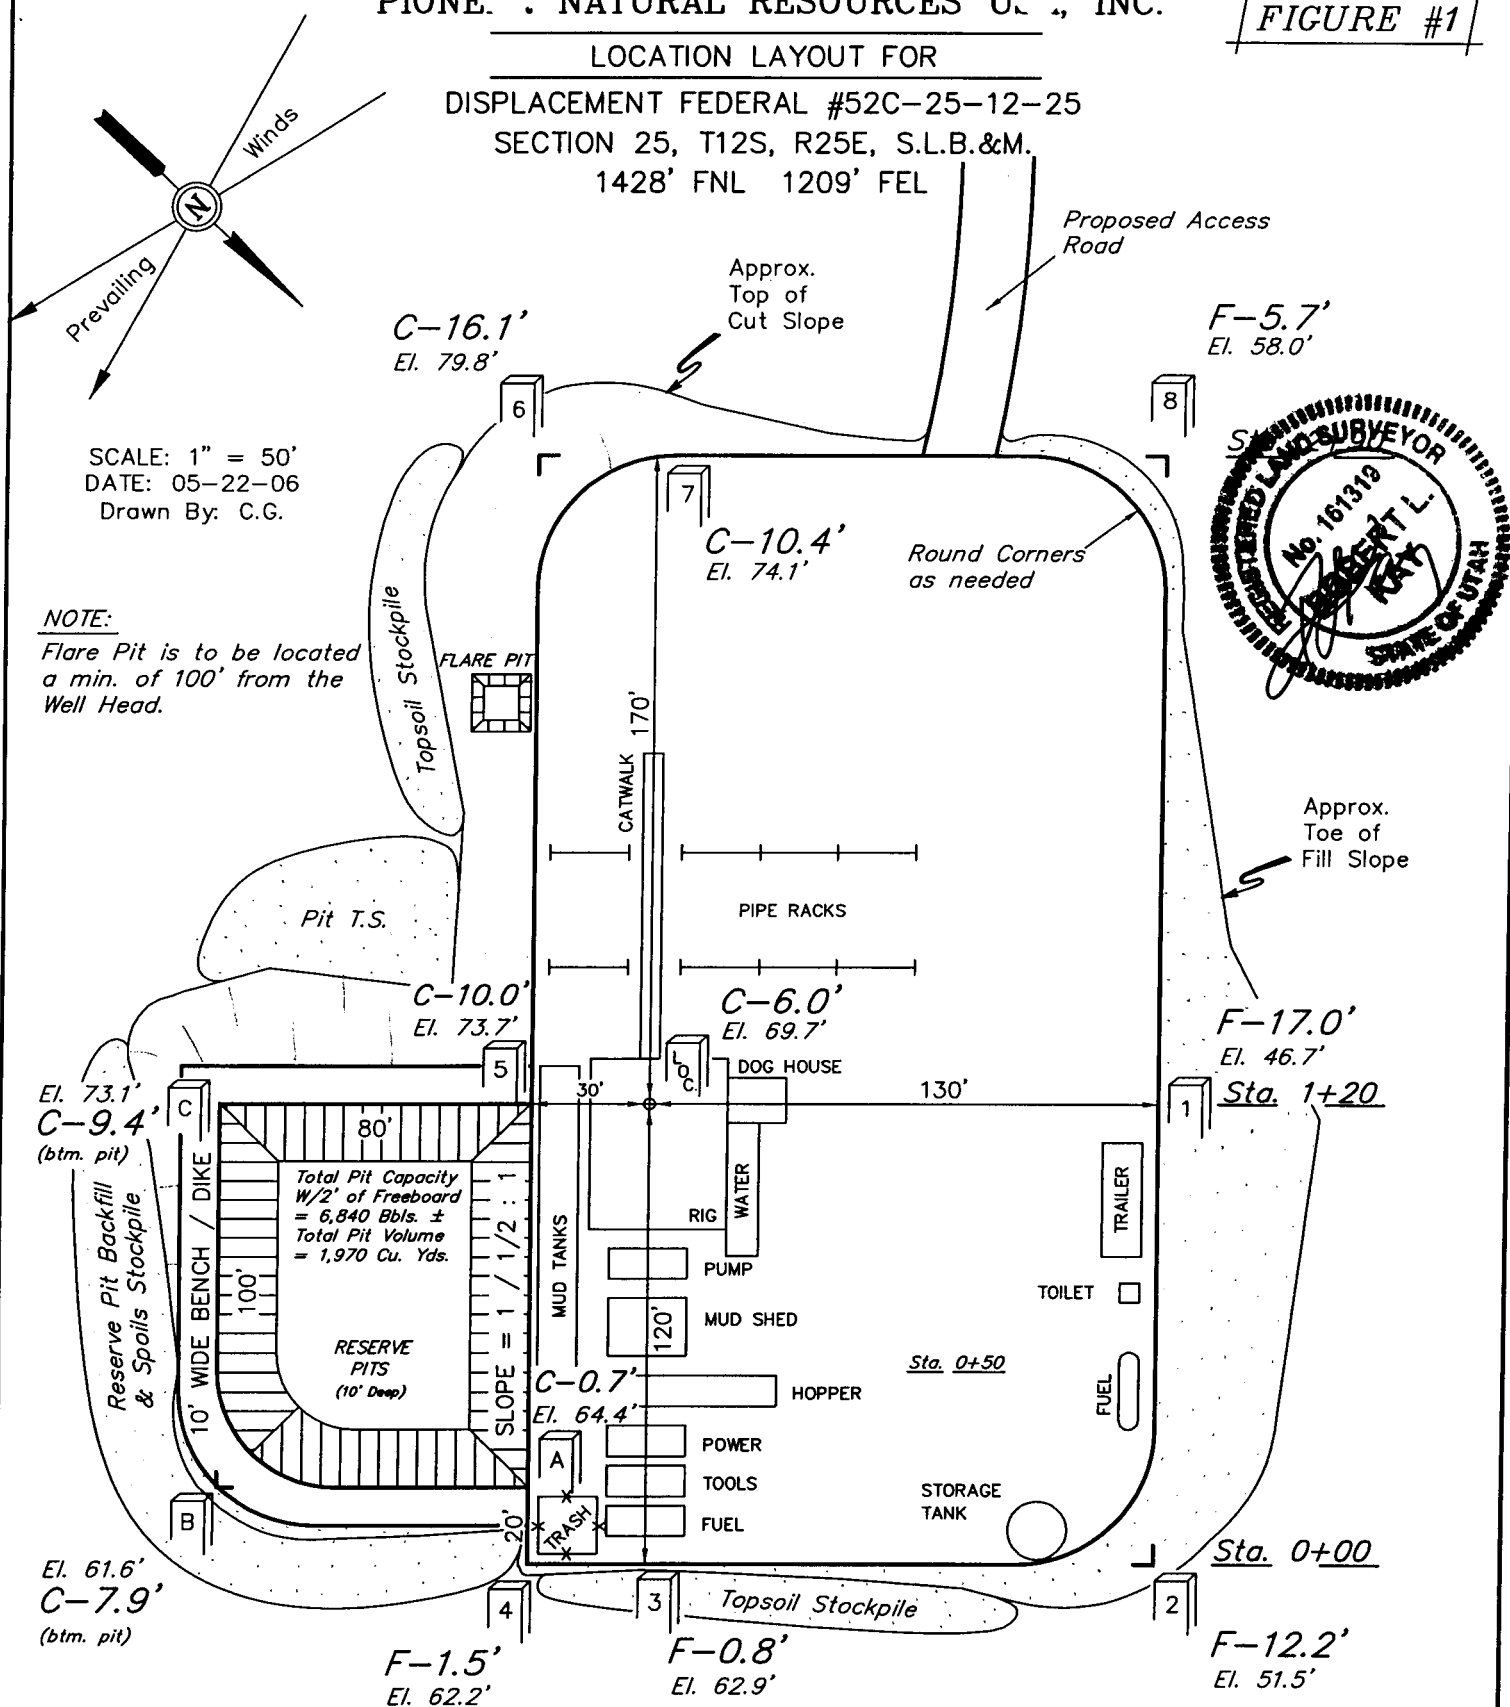 NATURAL RESOURCES
INC.
FIGURE #1
LOCATION LAYOUT FOR
DISPLACEMENT FEDERAL #52C-25-12-25
SECTION 25, T12S, R25E, S.L.B.&M.
1428' FNL 1209' FEL
Winds
N
Prevailing
SCALE: 1" = 50'
DATE: 05-22-06
Drawn By: C.G.
Proposed Access
Road
Approx.
Top of
Cut Slope
C-16.1'
El. 79.8'
F-5.7'
El. 58.0'
6
8
7
C-10.4'
El. 74.1'
Round Corners
as needed
REGISTERED LAND SURVEYOR
No. 161319
ROBERT L.
KAY
STATE OF UTAH
NOTE:
Flare Pit is to be located
a min. of 100' from the
Well Head.
Topsoil Stockpile
FLARE PIT
170'
CATWALK
Approx.
Toe of
Fill Slope
PIPE RACKS
Pit T.S.
C-10.0'
El. 73.7'
C-6.0'
El. 69.7'
F-17.0'
El. 46.7'
5
LOC.
DOG HOUSE
El. 73.1'
C-9.4'
(btm. pit)
C
30'
130'
1
Sta. 1+20
80'
Total Pit Capacity
W/2' of Freeboard
= 6,840 Bbls. ±
Total Pit Volume
= 1,970 Cu. Yds.
10' WIDE BENCH / DIKE
Reserve Pit Backfill
& Spoils Stockpile
100'
SLOPE = 1 1/2 : 1
MUD TANKS
RIG
WATER
TRAILER
PUMP
TOILET
MUD SHED
120'
RESERVE
PITS
(10' Deep)
Sta. 0+50
C-0.7'
El. 64.4'
HOPPER
FUEL
A
POWER
TOOLS
STORAGE
TANK
B
20'
TRASH
FUEL
El. 61.6'
C-7.9'
(btm. pit)
Sta. 0+00
4
3
Topsoil Stockpile
2
F-1.5'
El. 62.2'
F-0.8'
El. 62.9'
F-12.2'
El. 51.5'